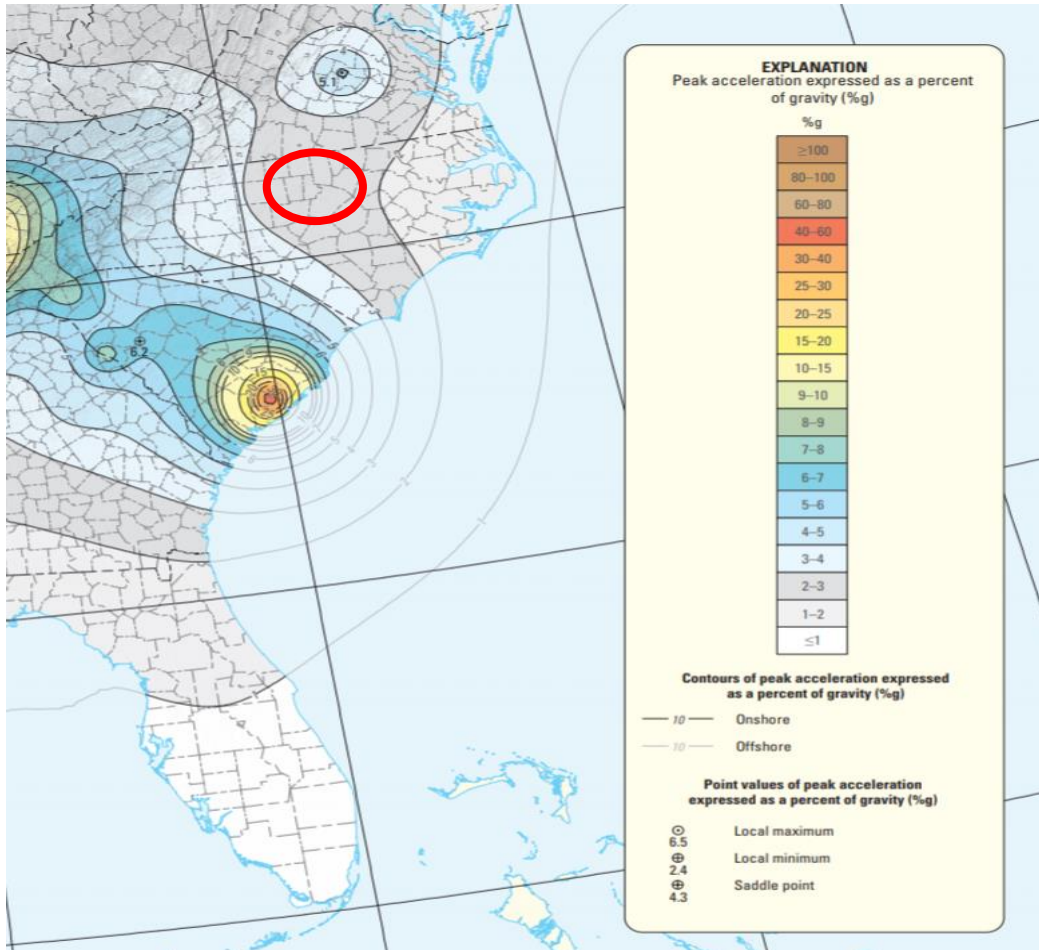 5.1
6.2
10
15
EXPLANATION
Peak acceleration expressed as a percent
of gravity (%g)
%g
≥100
80–100
60–80
40–60
30–40
25–30
20–25
15–20
10–15
9–10
8–9
7–8
6–7
5–6
4–5
3–4
2–3
1–2
≤1
Contours of peak acceleration expressed
as a percent of gravity (%g)
10 Onshore
10 Offshore
Point values of peak acceleration
expressed as a percent of gravity (%g)
6.5 Local maximum
2.4 Local minimum
4.3 Saddle point